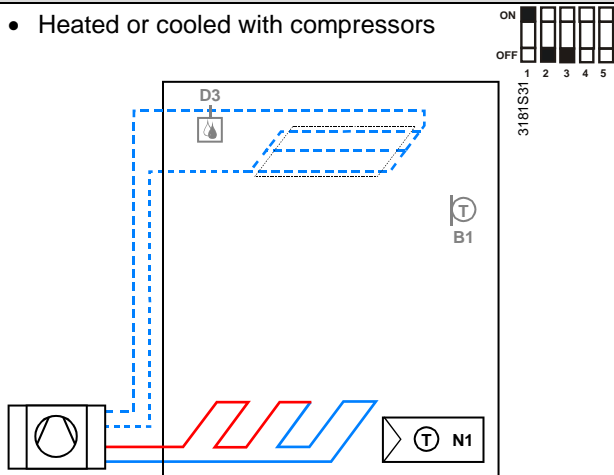 • Heated or cooled with compressors
ON
OFF
1 2 3 4 5
3181S31
D3
T
B1
T N1